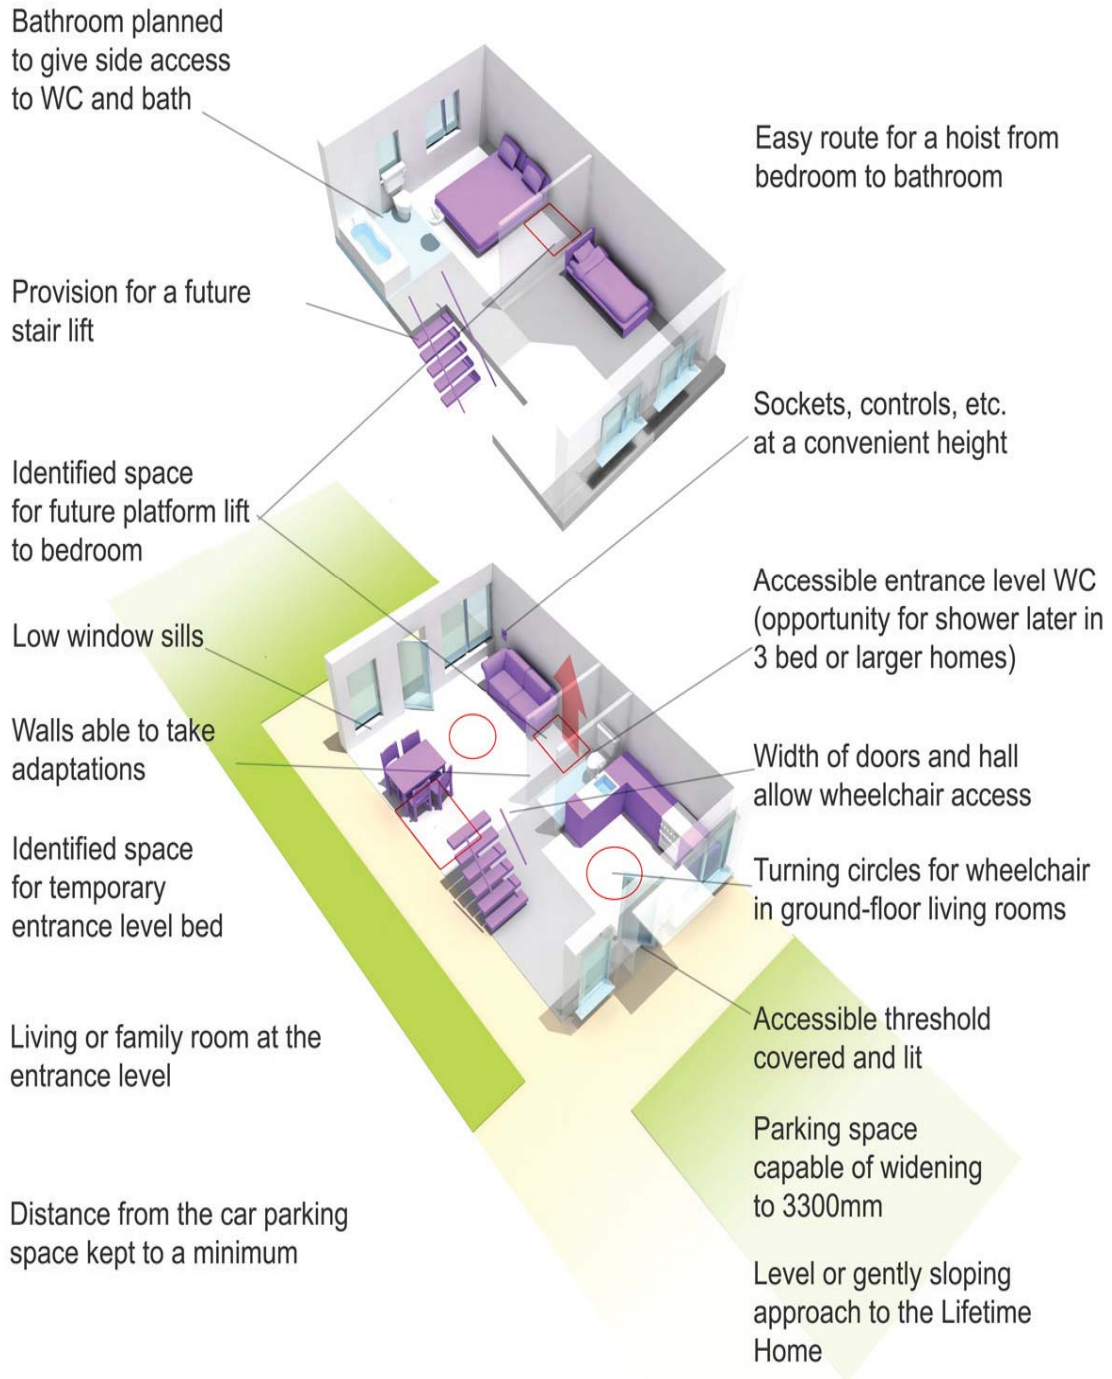 Bathroom planned
to give side access
to WC and bath
Provision for a future
stair lift
Identified space
for future platform lift
to bedroom
Low window sills
Walls able to take
adaptations
Identified space
for temporary
entrance level bed
Living or family room at the
entrance level
Distance from the car parking
space kept to a minimum
Easy route for a hoist from
bedroom to bathroom
Sockets, controls, etc.
at a convenient height
Accessible entrance level WC
(opportunity for shower later in
3 bed or larger homes)
Width of doors and hall
allow wheelchair access
Turning circles for wheelchair
in ground-floor living rooms
Accessible threshold
covered and lit
Parking space
capable of widening
to 3300mm
Level or gently sloping
approach to the Lifetime
Home